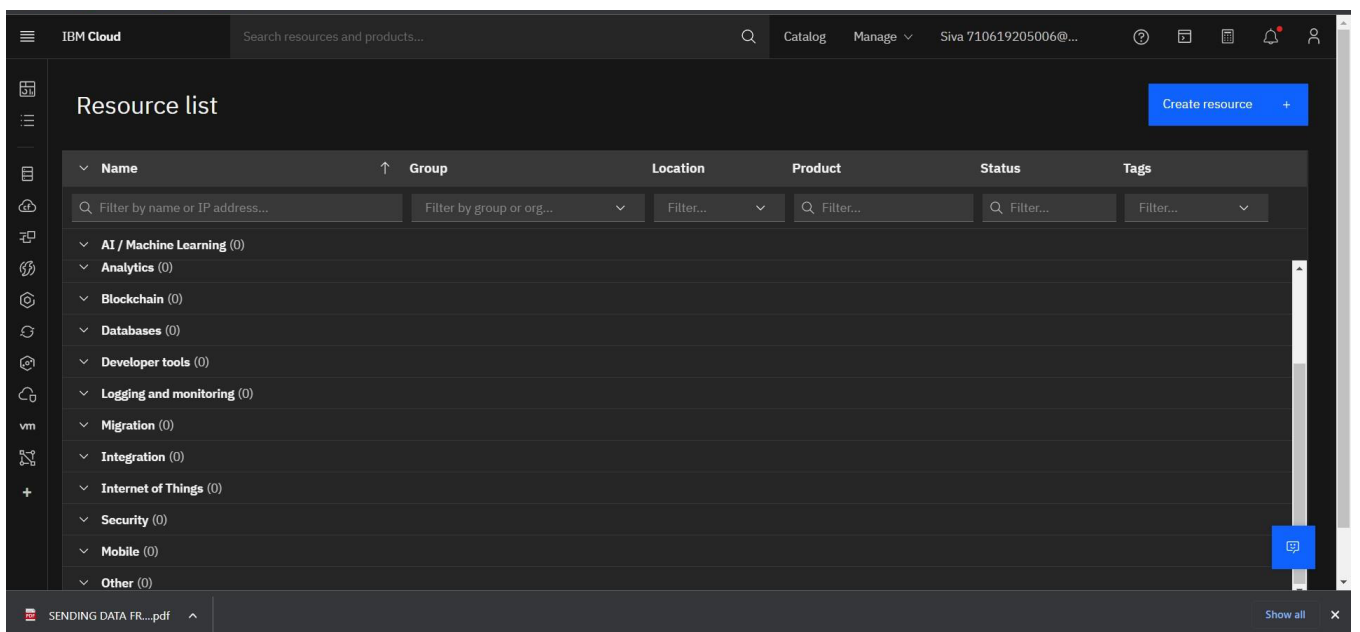 IBM Cloud Search resources and products... Catalog Manage Siva 710619205006@...
Resource list
Create resource +
Name Group Location Product Status Tags
Filter by name or IP address... Filter by group or org... Filter... Filter... Filter... Filter...
AI / Machine Learning (0)
Analytics (0)
Blockchain (0)
Databases (0)
Developer tools (0)
Logging and monitoring (0)
vm Migration (0)
Integration (0)
Internet of Things (0)
Security (0)
Mobile (0)
Other (0)
SENDING DATA FR....pdf Show all